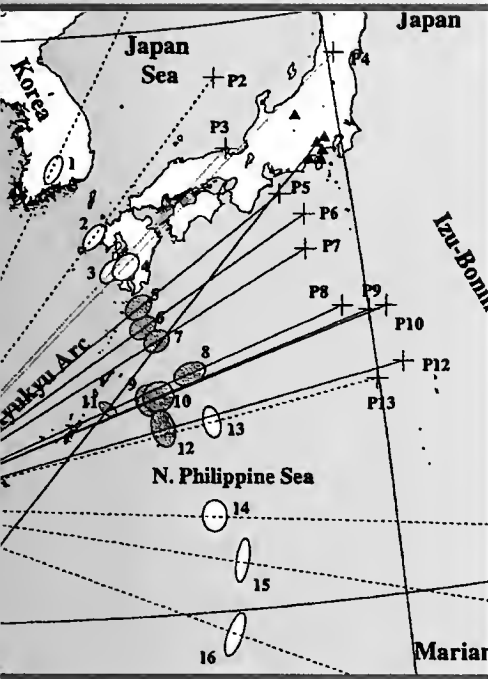 Japan
Japan
Sea
Korea
P4
P2
P3
1
P5
2
P6
3
4
P7
Izu-Bonin
5
6
P8
P9
P10
7
8
Ryukyu Arc
9
P12
10
11
P13
13
12
N. Philippine Sea
14
15
16
Marian